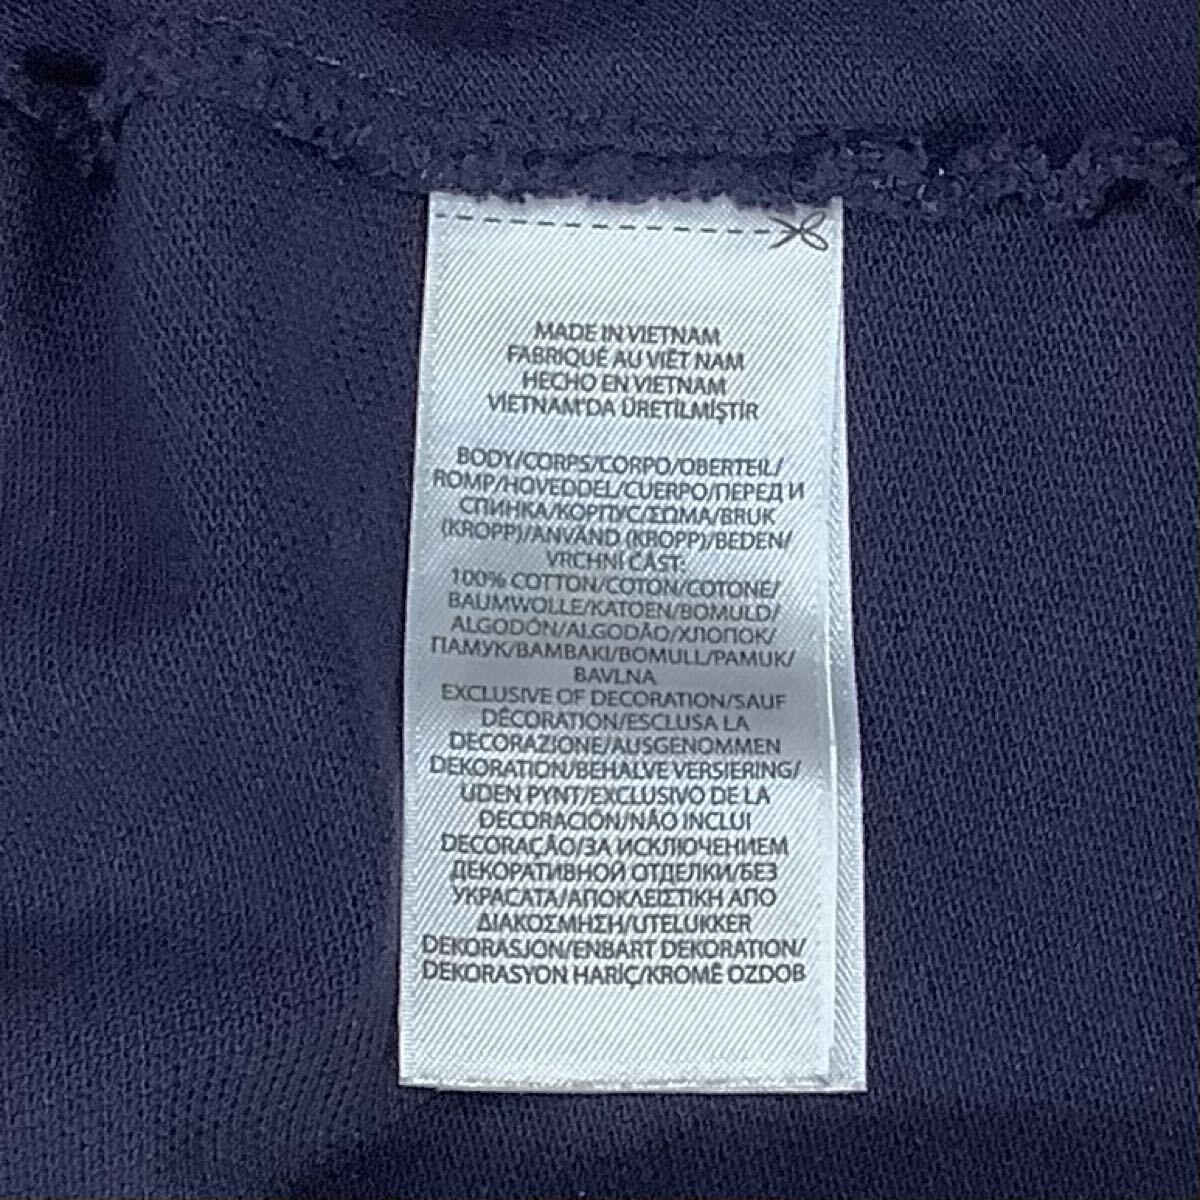 MADE IN VIETNAM
FABRIQUÉ AU VIÊT NAM
HECHO EN VIETNAM
VIETNAM'DA ÜRETİLMİŞTİR
BODY/CORPS/CORPO/OBERTEIL/
ROMP/HOVEDDEL/CUERPO/ПЕРЕД И
СПИНКА/КОРПУС/ΣΩΜΑ/BRUK
(KROPP)/ANVÄND (KROPP)/BEDEN/
VRCHNÍ ČÁST:
100% COTTON/COTON/COTONE/
BAUMWOLLE/KATOEN/BOMULD/
ALGODÓN/ALGODÃO/ХЛОПОК/
ПАМУК/BAMBAKI/BOMULL/PAMUK/
BAVLNA
EXCLUSIVE OF DECORATION/SAUF
DÉCORATION/ESCLUSA LA
DECORAZIONE/AUSGENOMMEN
DEKORATION/BEHALVE VERSIERING/
UDEN PYNT/EXCLUSIVO DE LA
DECORACIÓN/NÃO INCLUI
DECORAÇÃO/ЗА ИСКЛЮЧЕНИЕМ
ДЕКОРАТИВНОЙ ОТДЕЛКИ/БЕЗ
УКРАСАТА/ΑΠΟΚΛΕΙΣΤΙΚΗ ΑΠΟ
ΔΙΑΚΟΣΜΗΣΗ/UTELUKKER
DEKORASJON/ENBART DEKORATION/
DEKORASYON HARİÇ/KROMĚ OZDOB